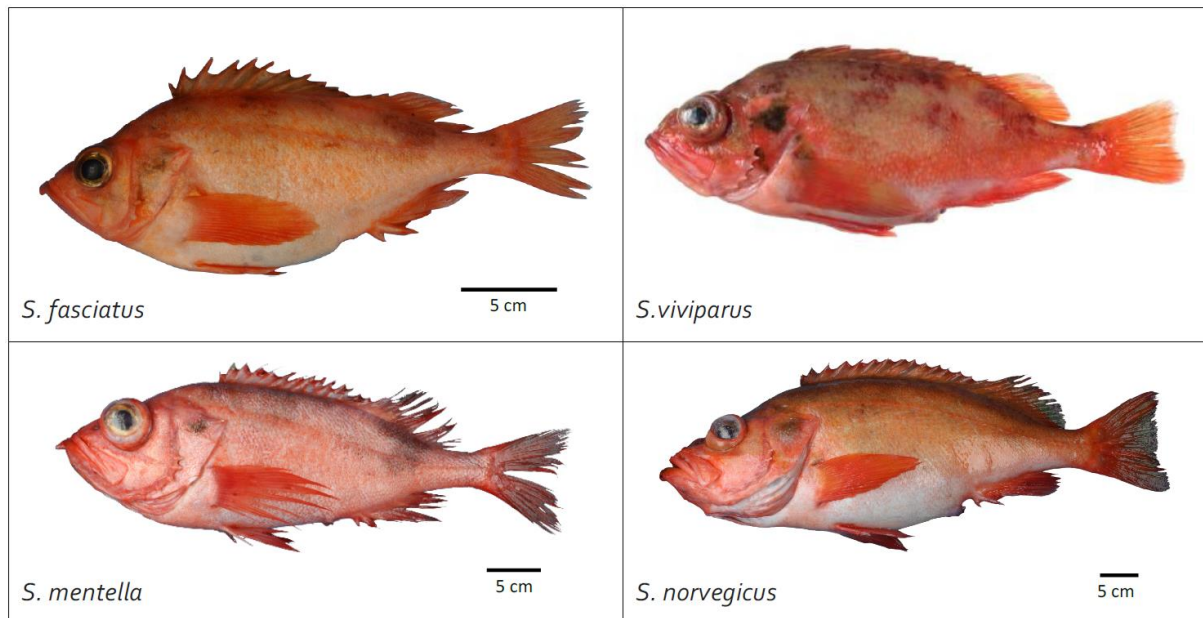 S. fasciatus
5 cm
S.viviparus
S. mentella
5 cm
S. norvegicus
5 cm